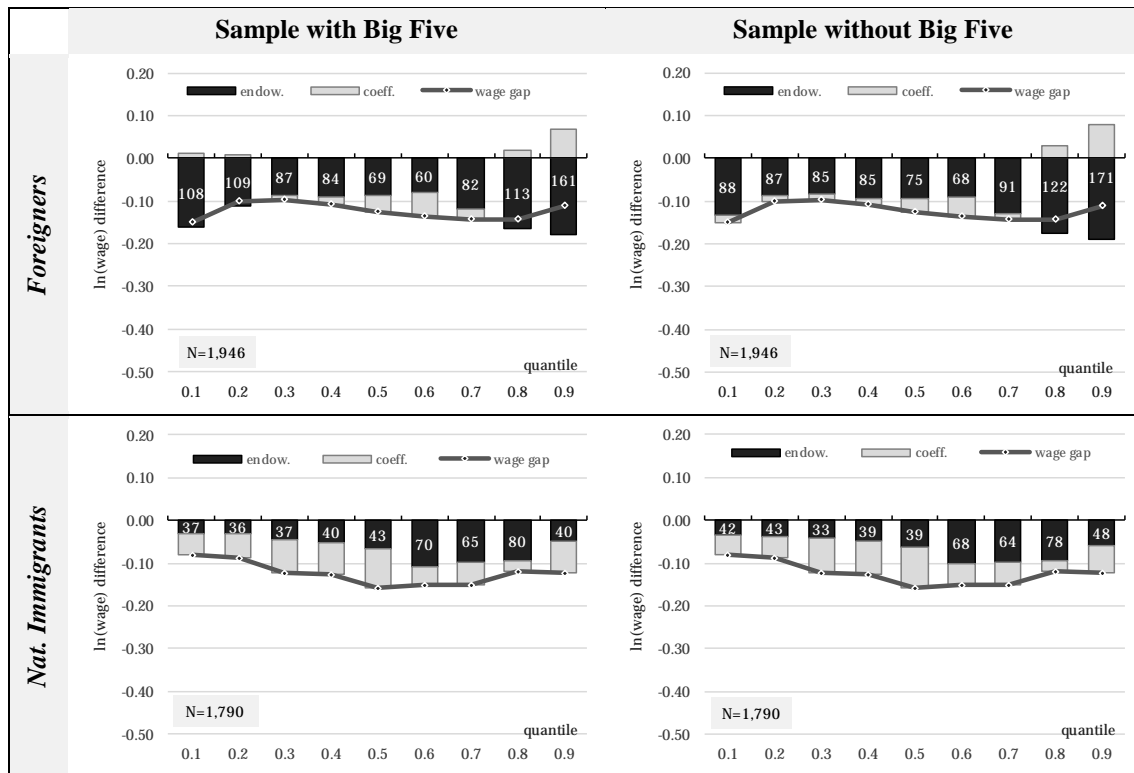 Sample with Big Five
Sample without Big Five
Foreigners
ln(wage) difference
0.20
0.10
0.00
-0.10
-0.20
-0.30
-0.40
-0.50
endow. coeff. wage gap
108 109 87 84 69 60 82 113 161
N=1,946
quantile
0.1 0.2 0.3 0.4 0.5 0.6 0.7 0.8 0.9
ln(wage) difference
0.20
0.10
0.00
-0.10
-0.20
-0.30
-0.40
-0.50
endow. coeff. wage gap
88 87 85 85 75 68 91 122 171
N=1,946
quantile
0.1 0.2 0.3 0.4 0.5 0.6 0.7 0.8 0.9
Nat. Immigrants
ln(wage) difference
0.20
0.10
0.00
-0.10
-0.20
-0.30
-0.40
-0.50
endow. coeff. wage gap
37 36 37 40 43 70 65 80 40
N=1,790
quantile
0.1 0.2 0.3 0.4 0.5 0.6 0.7 0.8 0.9
ln(wage) difference
0.20
0.10
0.00
-0.10
-0.20
-0.30
-0.40
-0.50
endow. coeff. wage gap
42 43 33 39 39 68 64 78 48
N=1,790
quantile
0.1 0.2 0.3 0.4 0.5 0.6 0.7 0.8 0.9